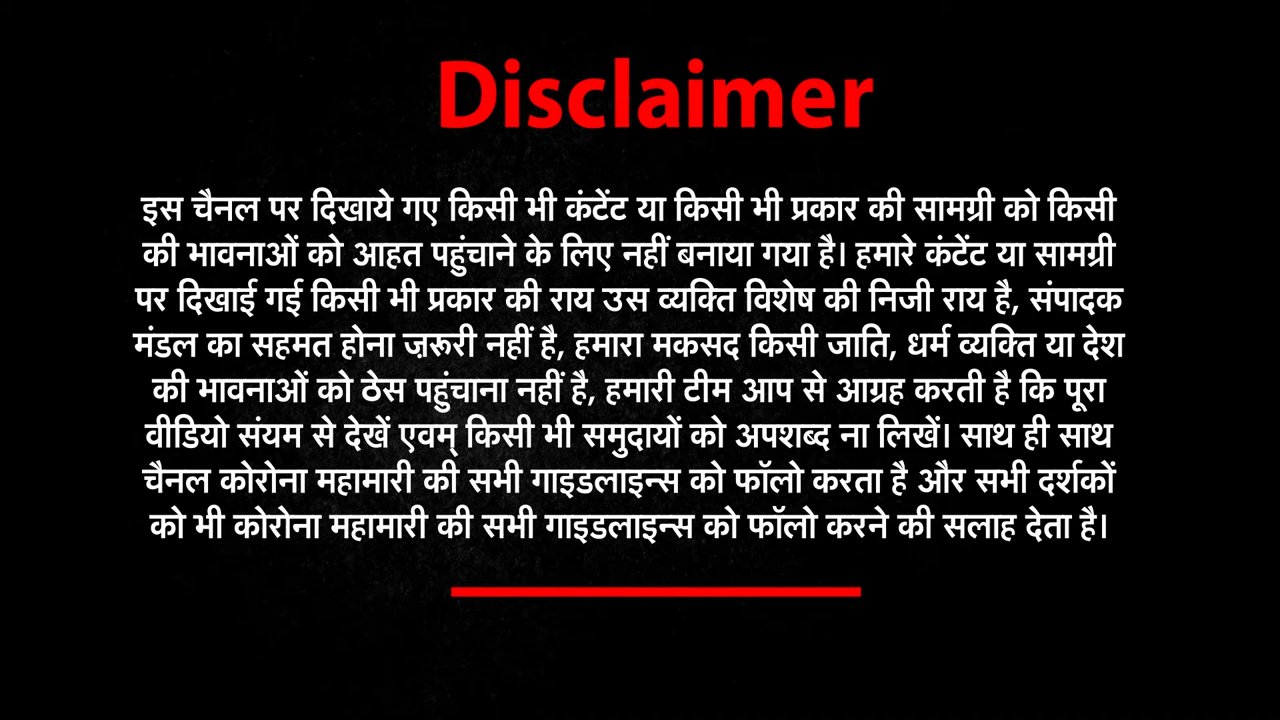 Disclaimer
इस चैनल पर दिखाये गए किसी भी कंटेंट या किसी भी प्रकार की सामग्री को किसी
की भावनाओं को आहत पहुंचाने के लिए नहीं बनाया गया है। हमारे कंटेंट या सामग्री
पर दिखाई गई किसी भी प्रकार की राय उस व्यक्ति विशेष की निजी राय है, संपादक
मंडल का सहमत होना ज़रूरी नहीं है, हमारा मकसद किसी जाति, धर्म व्यक्ति या देश
की भावनाओं को ठेस पहुंचाना नहीं है, हमारी टीम आप से आग्रह करती है कि पूरा
वीडियो संयम से देखें एवम् किसी भी समुदायों को अपशब्द ना लिखें। साथ ही साथ
चैनल कोरोना महामारी की सभी गाइडलाइन्स को फॉलो करता है और सभी दर्शकों
को भी कोरोना महामारी की सभी गाइडलाइन्स को फॉलो करने की सलाह देता है।